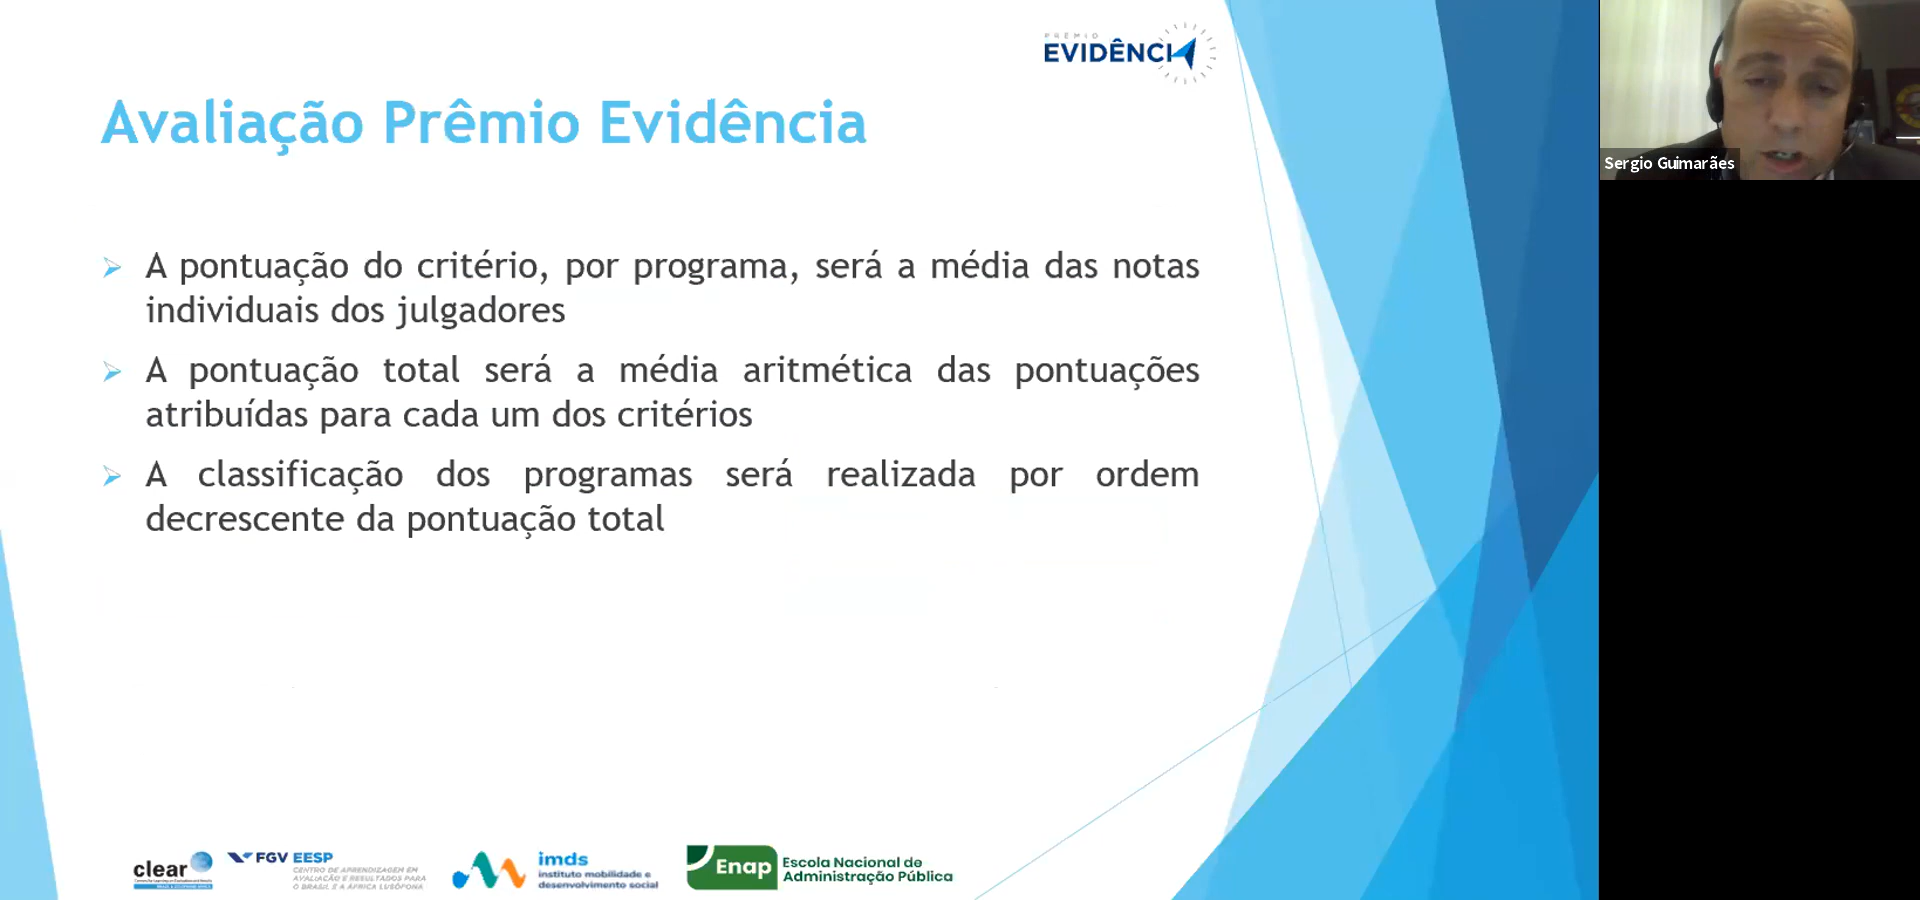 PRÊMIO
EVIDÊNCIA
Avaliação Prêmio Evidência
A pontuação do critério, por programa, será a média das notas
individuais dos julgadores
A pontuação total será a média aritmética das pontuações
atribuídas para cada um dos critérios
A classificação dos programas será realizada por ordem
decrescente da pontuação total
Sergio Guimarães
clear
FGV EESP
CENTRO DE APRENDIZAGEM EM
AVALIAÇÃO E RESULTADOS PARA
O BRASIL E A ÁFRICA LUSÓFONA
imds
instituto mobilidade e
desenvolvimento social
Enap
Escola Nacional de
Administração Pública